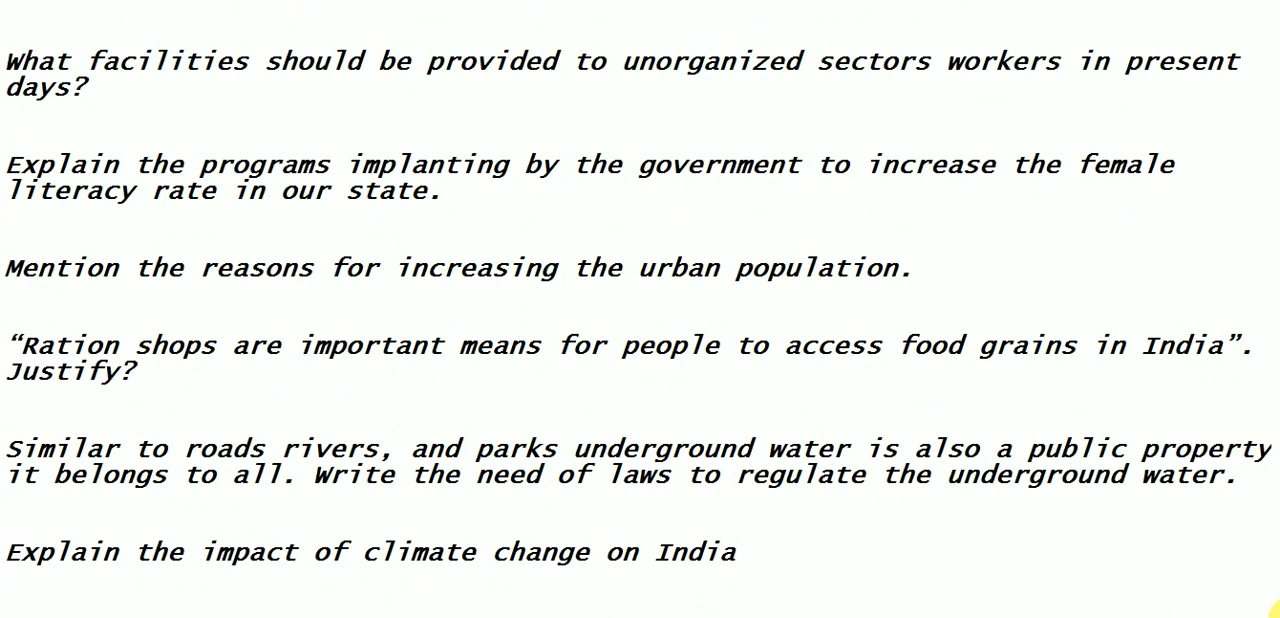 What facilities should be provided to unorganized sectors workers in present
days?
Explain the programs implanting by the government to increase the female
literacy rate in our state.
Mention the reasons for increasing the urban population.
“Ration shops are important means for people to access food grains in India”.
Justify?
Similar to roads rivers, and parks underground water is also a public property
it belongs to all. Write the need of laws to regulate the underground water.
Explain the impact of climate change on India